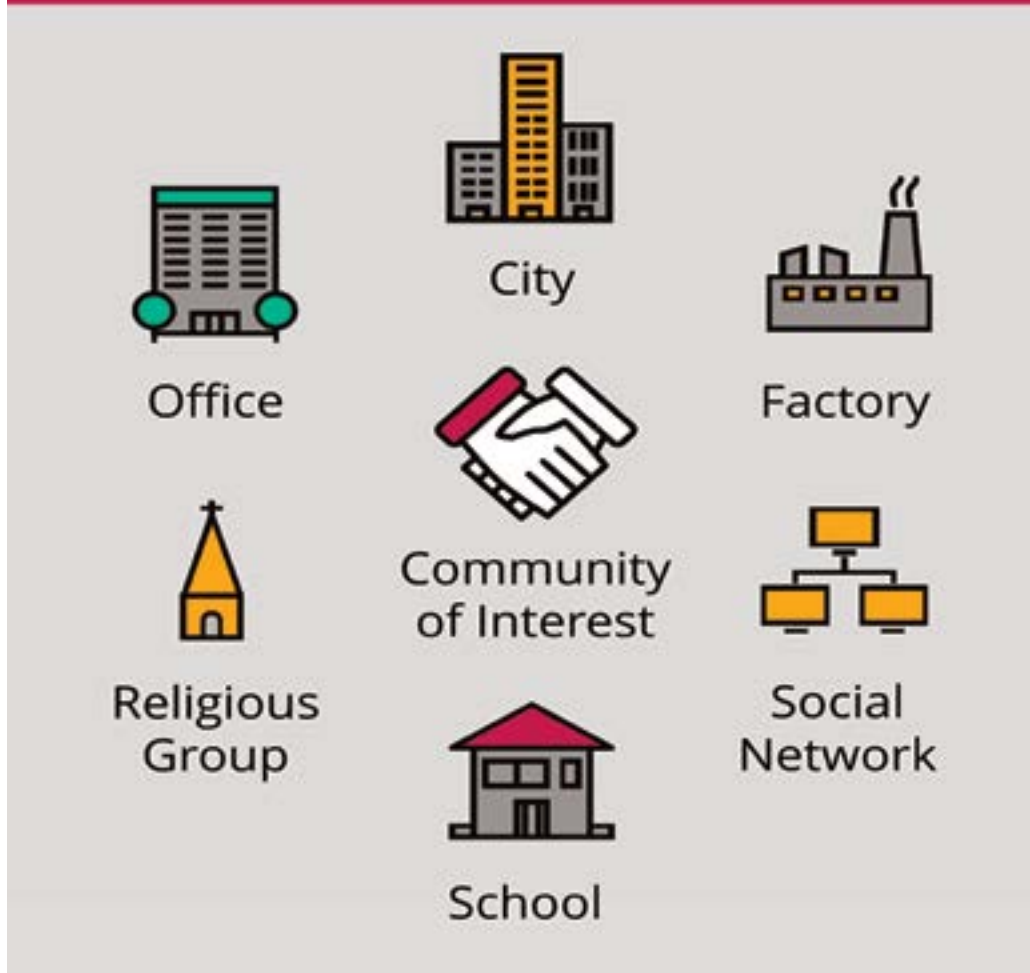 City
Office
Factory
Community
of Interest
Religious
Group
Social
Network
School